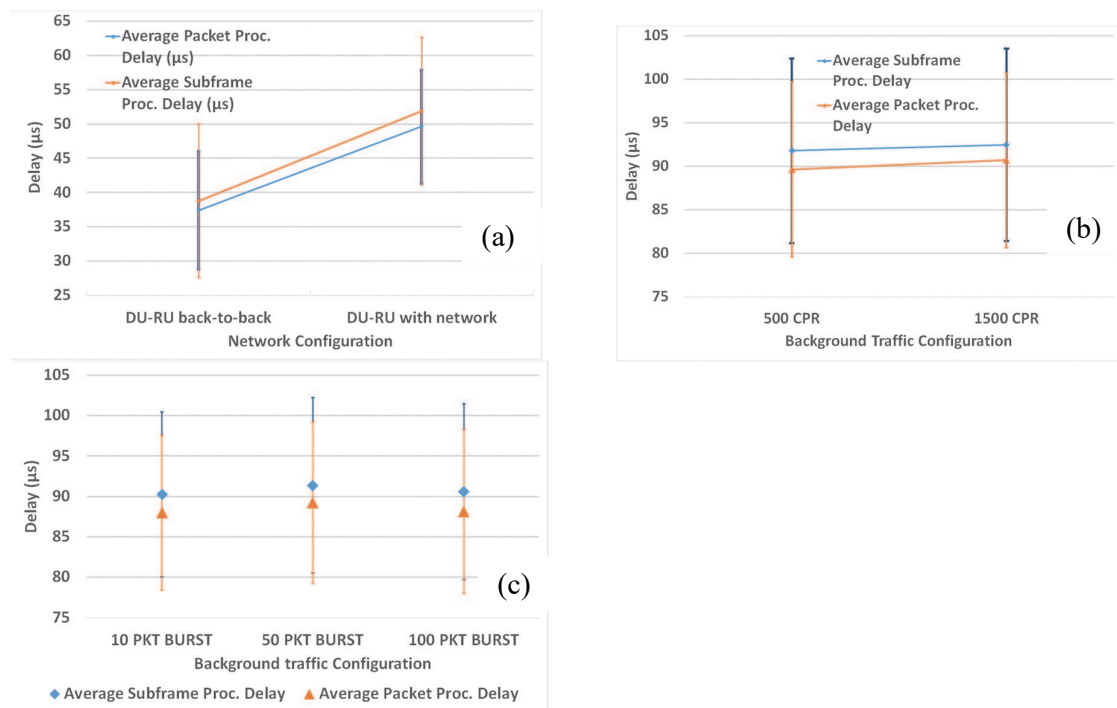 65
60
55
50
45
40
35
30
25
Delay (µs)
Average Packet Proc.
Delay (µs)
Average Subframe
Proc. Delay (µs)
(a)
DU-RU back-to-back
DU-RU with network
Network Configuration
105
100
95
90
85
80
75
Delay (µs)
Average Subframe
Proc. Delay
Average Packet Proc.
Delay
(b)
500 CPR
1500 CPR
Background Traffic Configuration
105
100
95
90
85
80
75
Delay (µs)
(c)
10 PKT BURST
50 PKT BURST
100 PKT BURST
Background traffic Configuration
Average Subframe Proc. Delay
Average Packet Proc. Delay